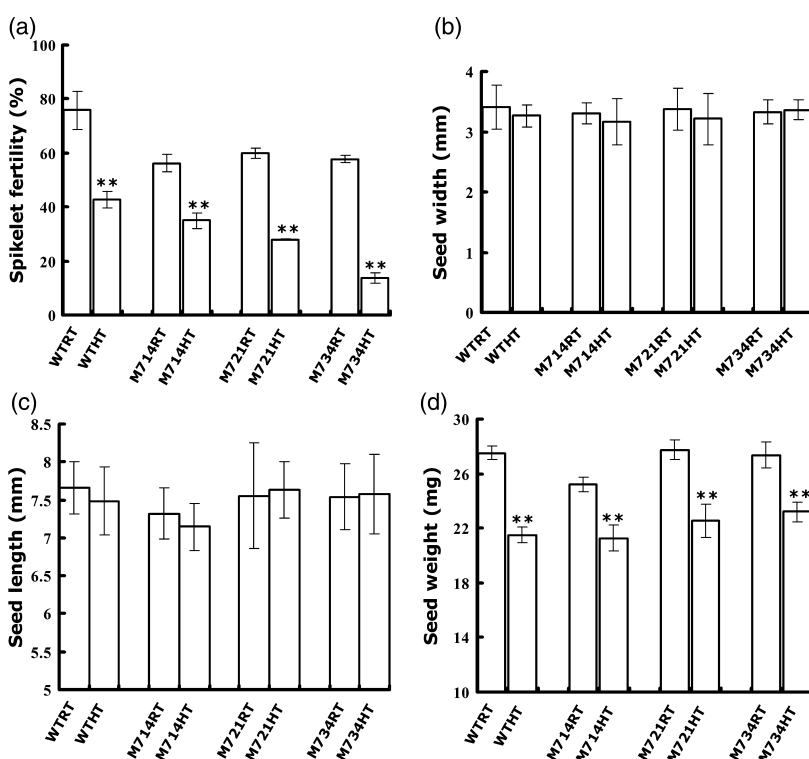 (a)
Spikelet fertility (%)
100
80
60
40
20
0
**
**
**
**
WTRT
WTHT
M714RT
M714HT
M721RT
M721HT
M734RT
M734HT
(b)
Seed width (mm)
4
3
2
1
0
WTRT
WTHT
M714RT
M714HT
M721RT
M721HT
M734RT
M734HT
(c)
Seed length (mm)
8.5
8
7.5
7
6.5
6
5.5
5
WTRT
WTHT
M714RT
M714HT
M721RT
M721HT
M734RT
M734HT
(d)
Seed weight (mg)
30
26
22
18
14
10
**
**
**
**
WTRT
WTHT
M714RT
M714HT
M721RT
M721HT
M734RT
M734HT